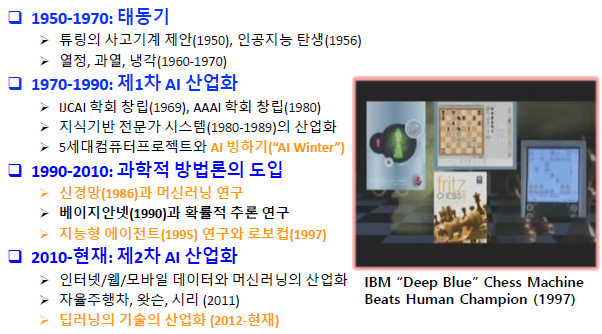 1950-1970: 태동기
튜링의 사고기계 제안(1950), 인공지능 탄생(1956)
열정, 과열, 냉각(1960-1970)
1970-1990: 제1차 AI 산업화
IJCAI 학회 창립(1969), AAAI 학회 창립(1980)
지식기반 전문가 시스템(1980-1989)의 산업화
5세대컴퓨터프로젝트와 AI 빙하기("AI Winter")
1990-2010: 과학적 방법론의 도입
신경망(1986)과 머신러닝 연구
베이지안넷(1990)과 확률적 추론 연구
지능형 에이전트(1995) 연구와 로보컵(1997)
2010-현재: 제2차 AI 산업화
인터넷/웹/모바일 데이터와 머신러닝의 산업화
자율주행차, 왓슨, 시리 (2011)
딥러닝의 기술의 산업화 (2012-현재)
fritz
CHESS
IBM "Deep Blue" Chess Machine
Beats Human Champion (1997)